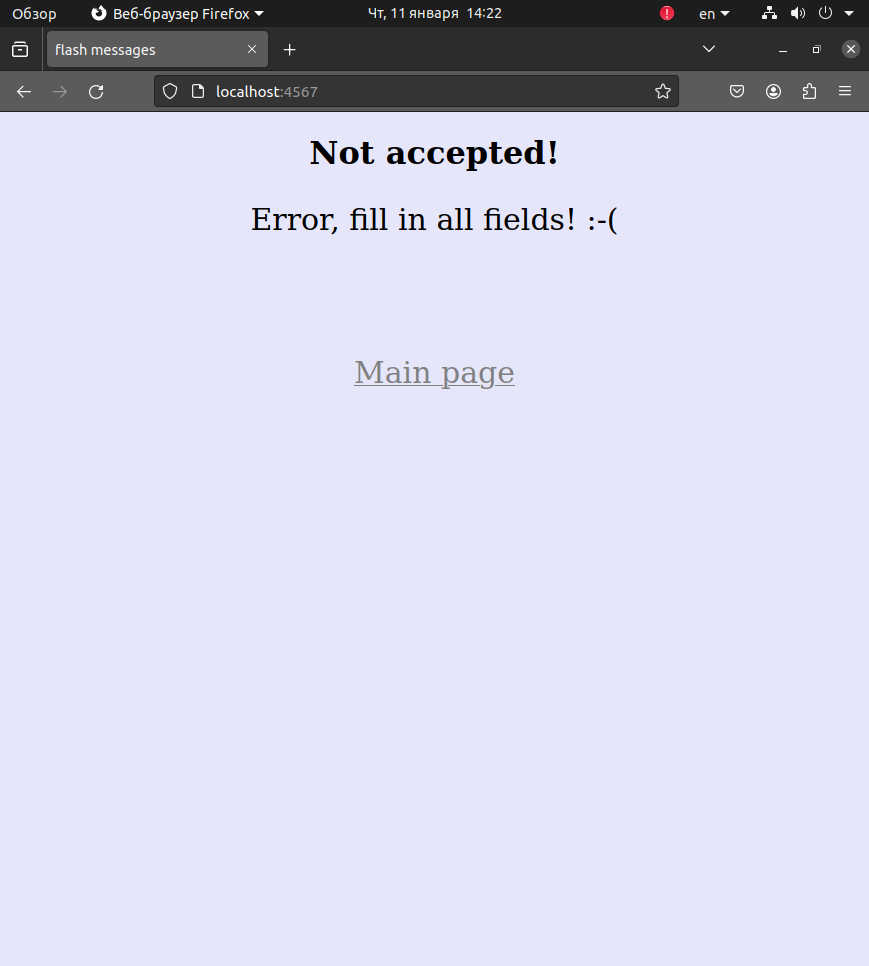 Обзор Веб-браузер Firefox Чт, 11 января 14:22 en
flash messages
localhost:4567
Not accepted!
Error, fill in all fields! :-(
Main page